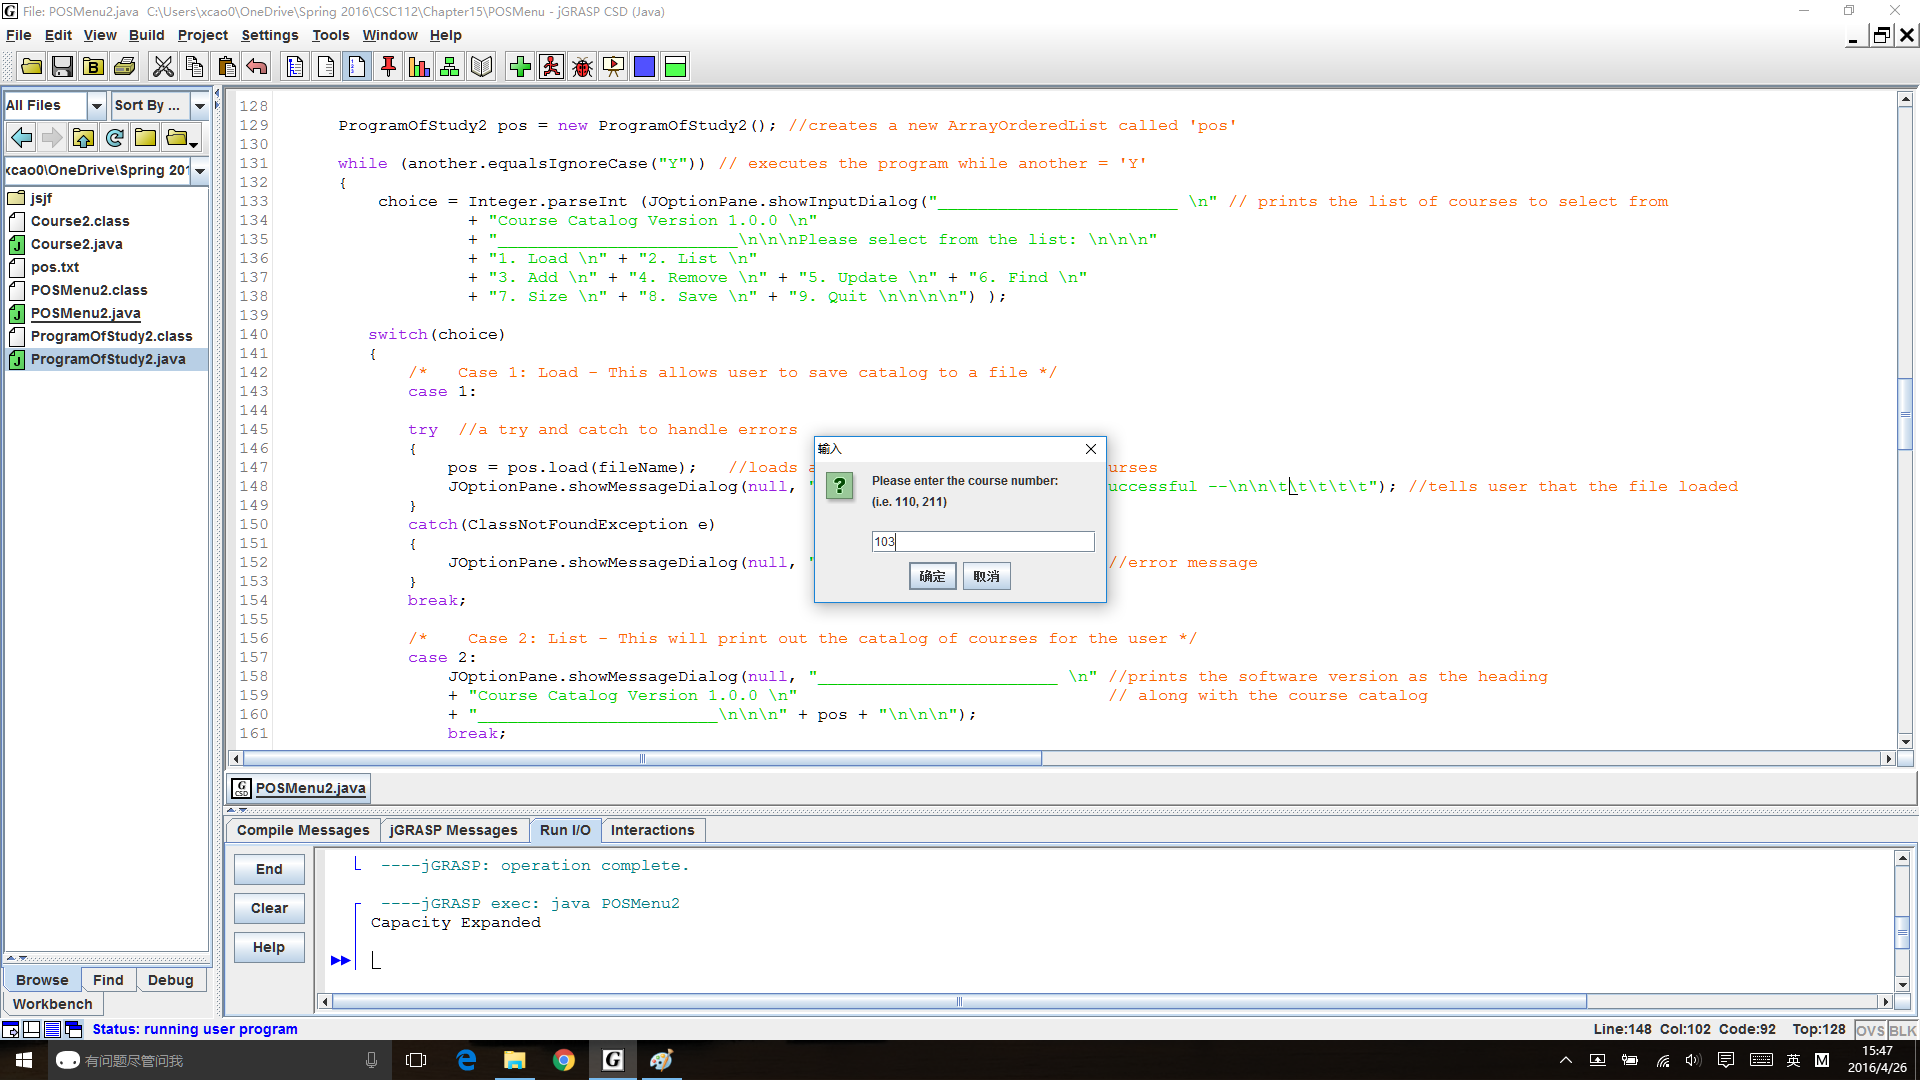 File: POSMenu2.java  C:\Users\xcao0\OneDrive\Spring 2016\CSC112\Chapter15\POSMenu - jGRASP CSD (Java)
File Edit View Build Project Settings Tools Window Help
All Files Sort By ...
xcao0\OneDrive\Spring 201
jsjf
Course2.class
Course2.java
pos.txt
POSMenu2.class
POSMenu2.java
ProgramOfStudy2.class
ProgramOfStudy2.java
Browse Find Debug
Workbench
128
129 ProgramOfStudy2 pos = new ProgramOfStudy2(); //creates a new ArrayOrderedList called 'pos'
130
131 while (another.equalsIgnoreCase("Y")) // executes the program while another = 'Y'
132 {
133 choice = Integer.parseInt (JOptionPane.showInputDialog("________________________ \n" // prints the list of courses to select from
134 + "Course Catalog Version 1.0.0 \n"
135 + "________________________\n\n\nPlease select from the list: \n\n\n"
136 + "1. Load \n" + "2. List \n"
137 + "3. Add \n" + "4. Remove \n" + "5. Update \n" + "6. Find \n"
138 + "7. Size \n" + "8. Save \n" + "9. Quit \n\n\n\n") );
139
140 switch(choice)
141 {
142 /*   Case 1: Load - This allows user to save catalog to a file */
143 case 1:
144
145 try  //a try and catch to handle errors
146 {
147 pos = pos.load(fileName);   //loads a urses
148 JOptionPane.showMessageDialog(null, " uccessful --\n\n\t\t\t\t\t"); //tells user that the file loaded
149 }
150 catch(ClassNotFoundException e)
151 {
152 JOptionPane.showMessageDialog(null, " //error message
153 }
154 break;
155
156 /*    Case 2: List - This will print out the catalog of courses for the user */
157 case 2:
158 JOptionPane.showMessageDialog(null, "________________________ \n" //prints the software version as the heading
159 + "Course Catalog Version 1.0.0 \n" // along with the course catalog
160 + "________________________\n\n\n" + pos + "\n\n\n");
161 break;
输入
?
Please enter the course number:
(i.e. 110, 211)
103
确定 取消
POSMenu2.java
Compile Messages jGRASP Messages Run I/O Interactions
End
Clear
Help
----jGRASP: operation complete.
----jGRASP exec: java POSMenu2
Capacity Expanded
Status: running user program
Line:148 Col:102 Code:92 Top:128 OVS BLK
有问题尽管问我
英 M
15:47
2016/4/26